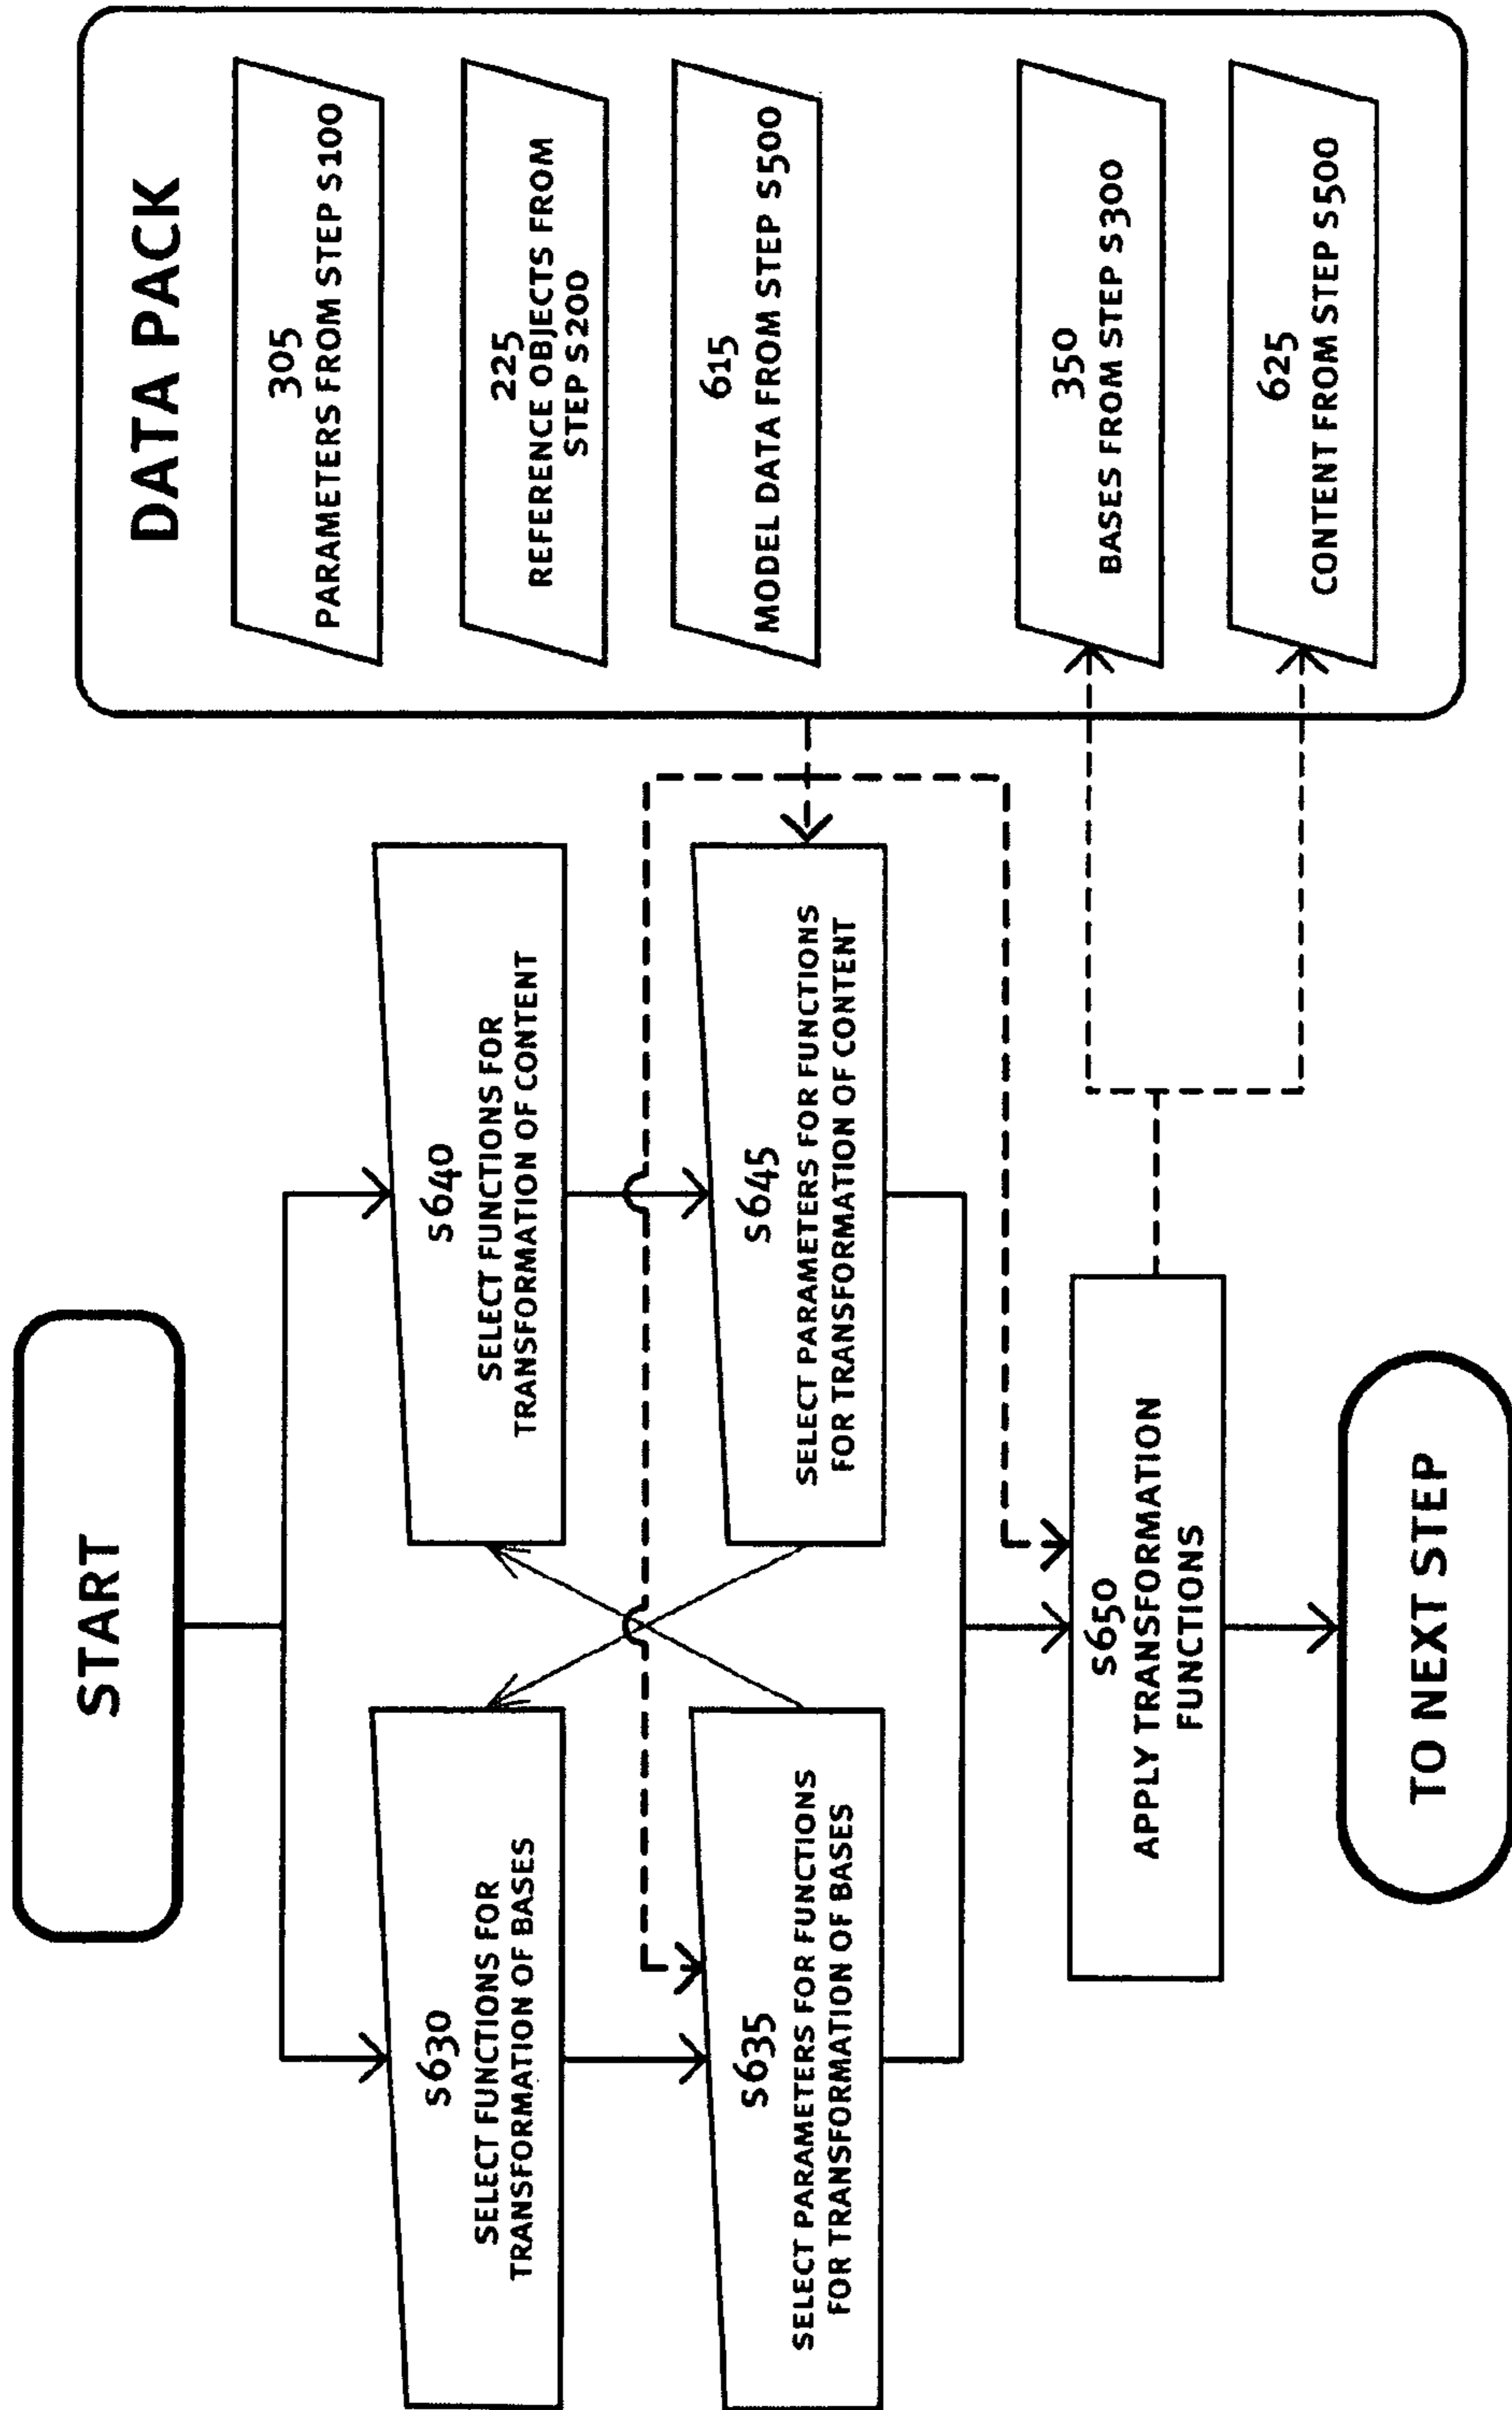 START
s630
SELECT FUNCTIONS FOR
TRANSFORMATION OF BASES
s640
SELECT FUNCTIONS FOR
TRANSFORMATION OF CONTENT
s635
SELECT PARAMETERS FOR FUNCTIONS
FOR TRANSFORMATION OF BASES
s645
SELECT PARAMETERS FOR FUNCTIONS
FOR TRANSFORMATION OF CONTENT
s650
APPLY TRANSFORMATION
FUNCTIONS
TO NEXT STEP
DATA PACK
305
PARAMETERS FROM STEP S100
225
REFERENCE OBJECTS FROM
STEP S200
615
MODEL DATA FROM STEP S500
350
BASES FROM STEP S300
625
CONTENT FROM STEP S500